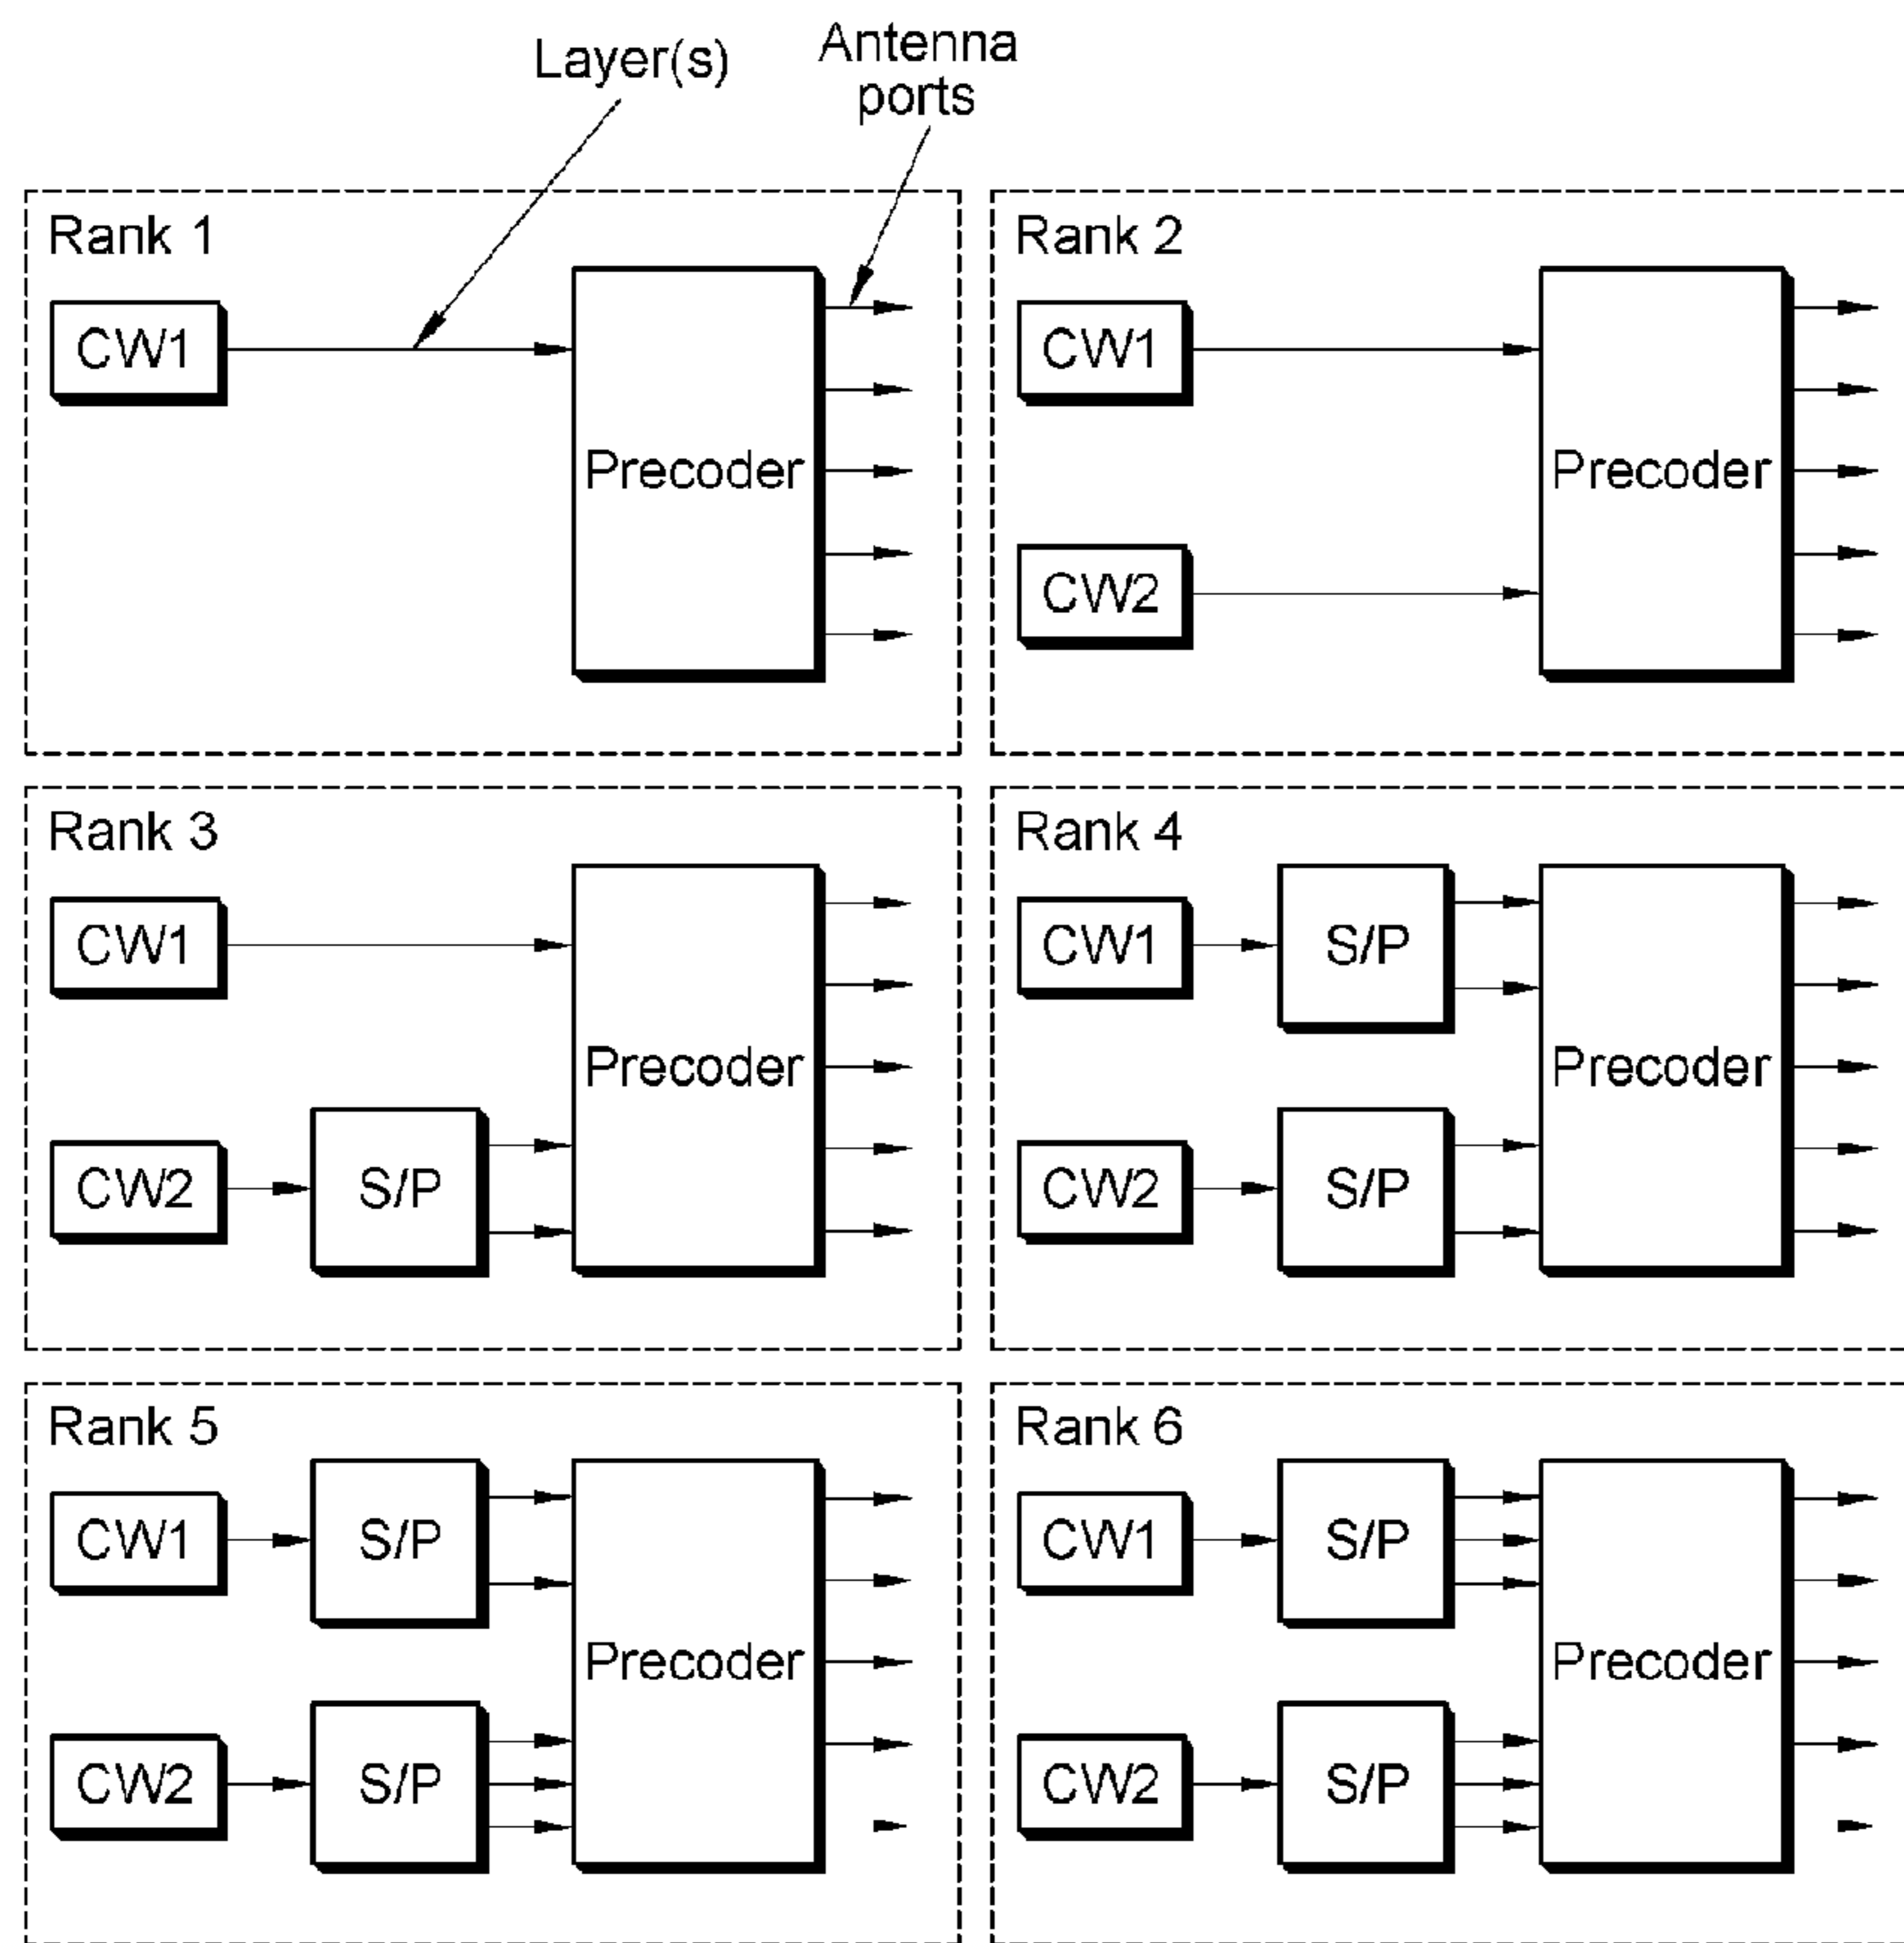 Layer(s)
Antenna
ports
Rank 1
CW1
Precoder
Rank 2
CW1
Precoder
CW2
Rank 3
CW1
Precoder
CW2
S/P
Rank 4
CW1
S/P
Precoder
CW2
S/P
Rank 5
CW1
S/P
Precoder
CW2
S/P
Rank 6
CW1
S/P
Precoder
CW2
S/P